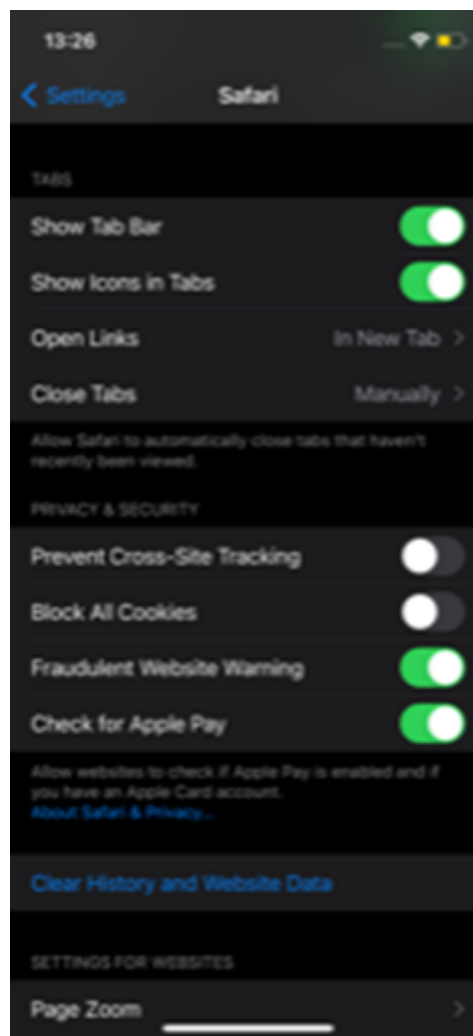 13:26
Settings
Safari
TABS
Show Tab Bar
Show Icons in Tabs
Open Links In New Tab
Close Tabs Manually
Allow Safari to automatically close tabs that haven't
recently been viewed.
PRIVACY & SECURITY
Prevent Cross-Site Tracking
Block All Cookies
Fraudulent Website Warning
Check for Apple Pay
Allow websites to check if Apple Pay is enabled and if
you have an Apple Card account.
About Safari & Privacy...
Clear History and Website Data
SETTINGS FOR WEBSITES
Page Zoom